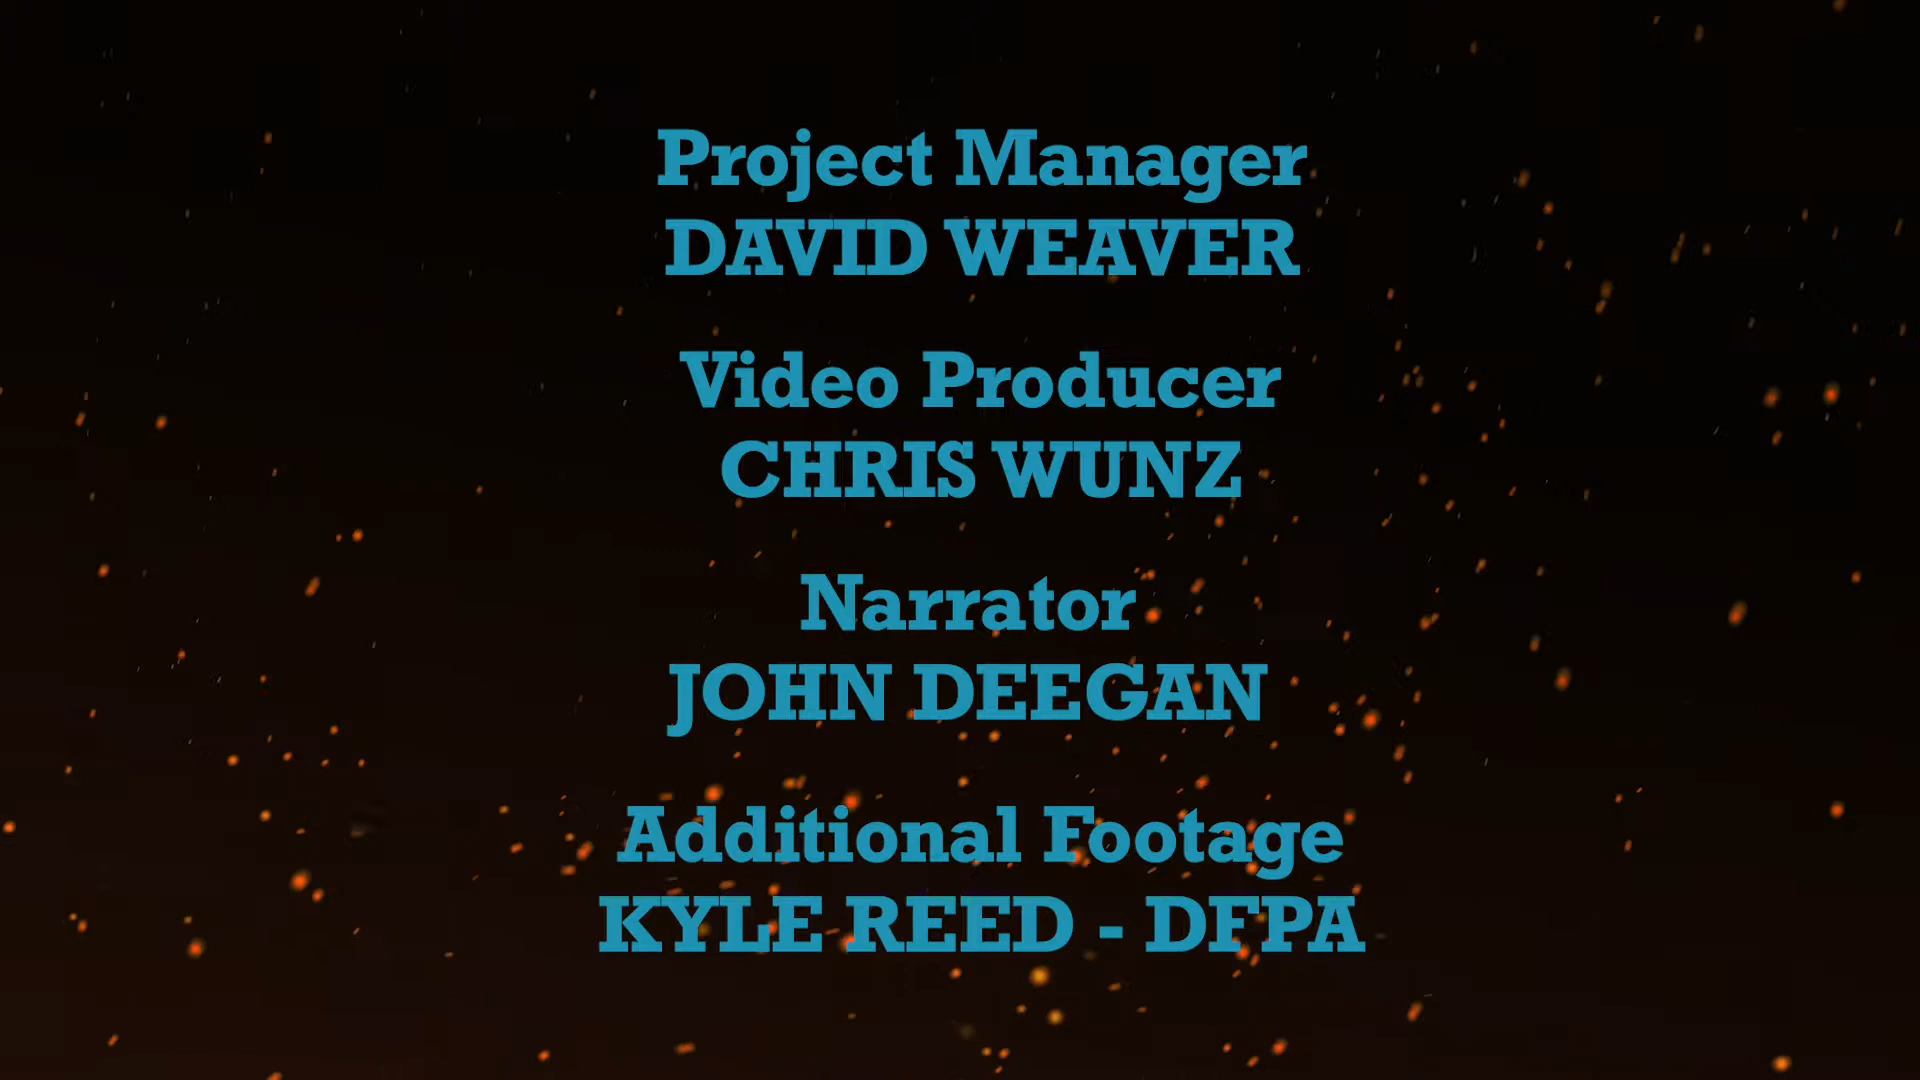 Project Manager
DAVID WEAVER
Video Producer
CHRIS WUNZ
Narrator
JOHN DEEGAN
Additional Footage
KYLE REED - DFPA